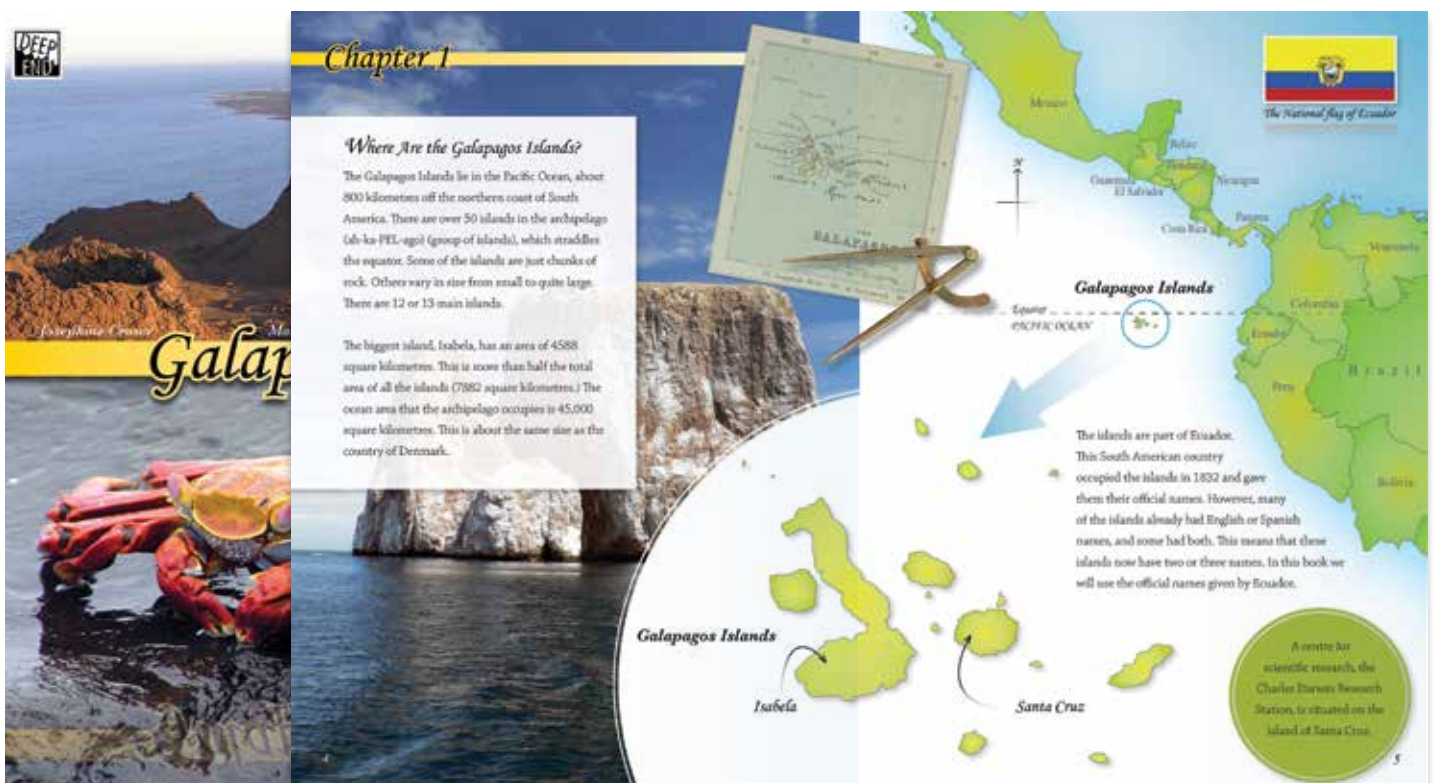 DEEP
END
Josephine Croser
Galap
Chapter 1
Where Are the Galapagos Islands?
The Galapagos Islands lie in the Pacific Ocean, about
800 kilometres off the northern coast of South
America. There are over 50 islands in the archipelago
(ah-ka-PEL-ago) (group of islands), which straddles
the equator. Some of the islands are just chunks of
rock. Others vary in size from small to quite large.
There are 12 or 13 main islands.
The biggest island, Isabela, has an area of 4588
square kilometres. This is more than half the total
area of all the islands (7882 square kilometres.) The
ocean area that the archipelago occupies is 45,000
square kilometres. This is about the same size as the
country of Denmark.
4
GALAPAGOS
Mexico
Belize
Honduras
Guatemala
Nicaragua
El Salvador
Costa Rica
Panama
Venezuela
Colombia
Ecuador
Peru
Brazil
Bolivia
The National flag of Ecuador
N
Galapagos Islands
Equator
PACIFIC OCEAN
The islands are part of Ecuador.
This South American country
occupied the islands in 1832 and gave
them their official names. However, many
of the islands already had English or Spanish
names, and some had both. This means that these
islands now have two or three names. In this book we
will use the official names given by Ecuador.
Galapagos Islands
Isabela
Santa Cruz
A centre for
scientific research, the
Charles Darwin Research
Station, is situated on the
island of Santa Cruz.
5